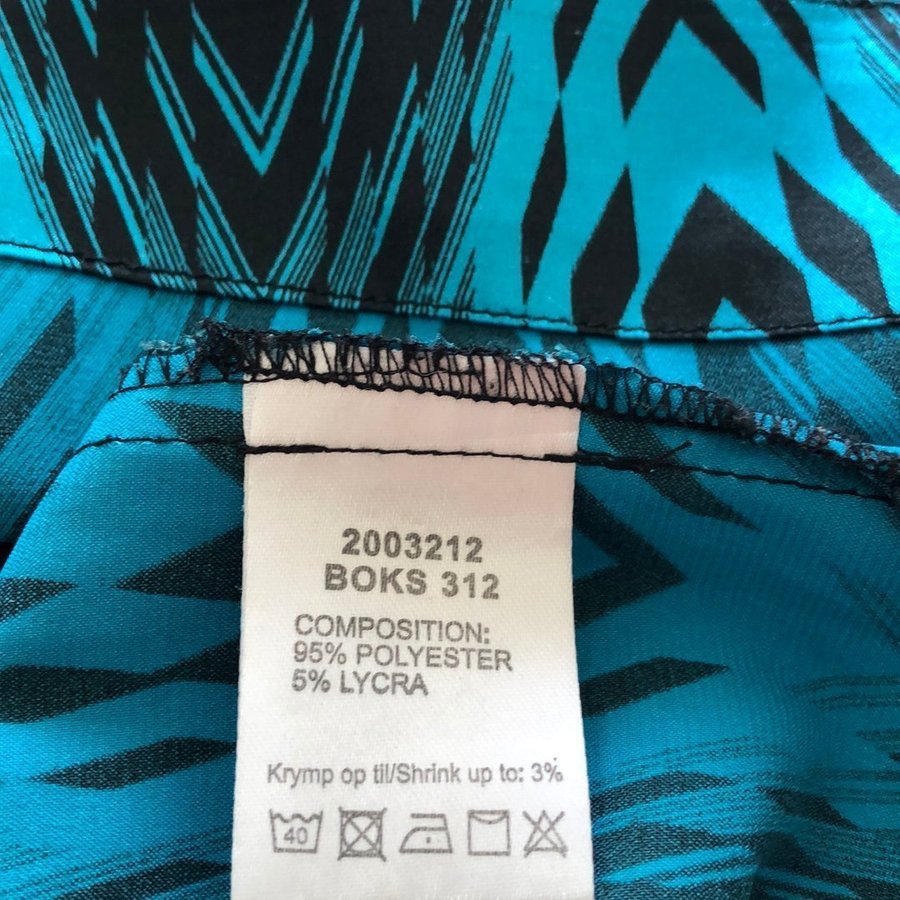 2003212
BOKS 312
COMPOSITION:
95% POLYESTER
5% LYCRA
Krymp op til/Shrink up to: 3%
40